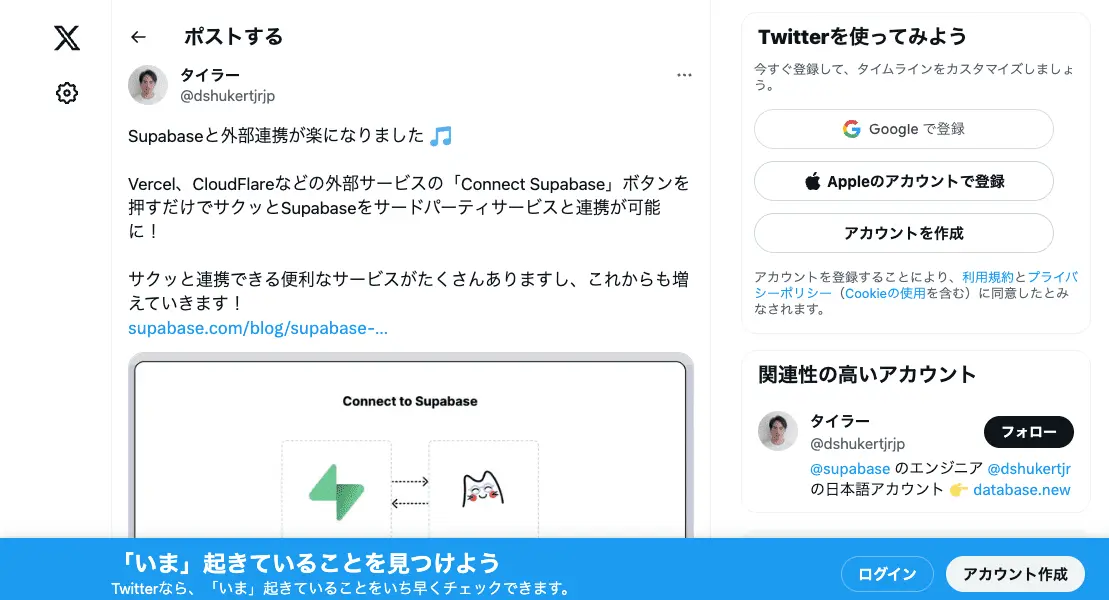 ポストする
タイラー
@dshukertjrjp
Supabaseと外部連携が楽になりました🎵
Vercel、CloudFlareなどの外部サービスの「Connect Supabase」ボタンを
押すだけでサクッとSupabaseをサードパーティサービスと連携が可能
に！
サクッと連携できる便利なサービスがたくさんありますし、これからも増
えていきます！
supabase.com/blog/supabase-...
Connect to Supabase
Twitterを使ってみよう
今すぐ登録して、タイムラインをカスタマイズしましょ
う。
Google で登録
Appleのアカウントで登録
アカウントを作成
アカウントを登録することにより、利用規約とプライバ
シーポリシー（Cookieの使用を含む）に同意したとみ
なされます。
関連性の高いアカウント
タイラー
@dshukertjrjp
フォロー
@supabase のエンジニア @dshukertjr
の日本語アカウント 👉 database.new
「いま」起きていることを見つけよう
Twitterなら、「いま」起きていることをいち早くチェックできます。
ログイン
アカウント作成